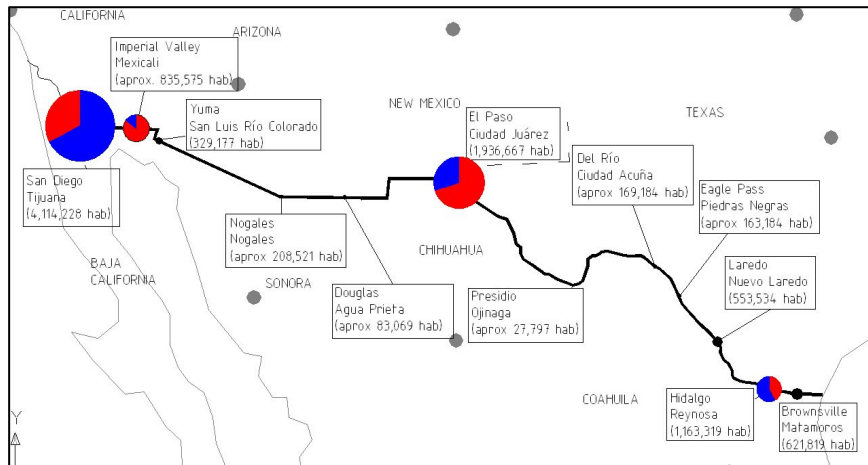 CALIFORNIA
ARIZONA
Imperial Valley
Mexicali
(aprox. 835,575 hab)
Yuma
San Luis Río Colorado
(329,177 hab)
NEW MEXICO
El Paso
Ciudad Juárez
(1,936,667 hab)
TEXAS
Del Río
Ciudad Acuña
(aprox 169,184 hab)
Eagle Pass
Piedras Negras
(aprox 163,184 hab)
San Diego
Tijuana
(4,114,228 hab)
Nogales
Nogales
(aprox 208,521 hab)
CHIHUAHUA
BAJA
CALIFORNIA
SONORA
Douglas
Agua Prieta
(aprox 83,069 hab)
Presidio
Ojinaga
(aprox 27,797 hab)
Laredo
Nuevo Laredo
(553,534 hab)
COAHUILA
Hidalgo
Reynosa
(1,163,319 hab)
Brownsville
Matamoros
(621,819 hab)
Y